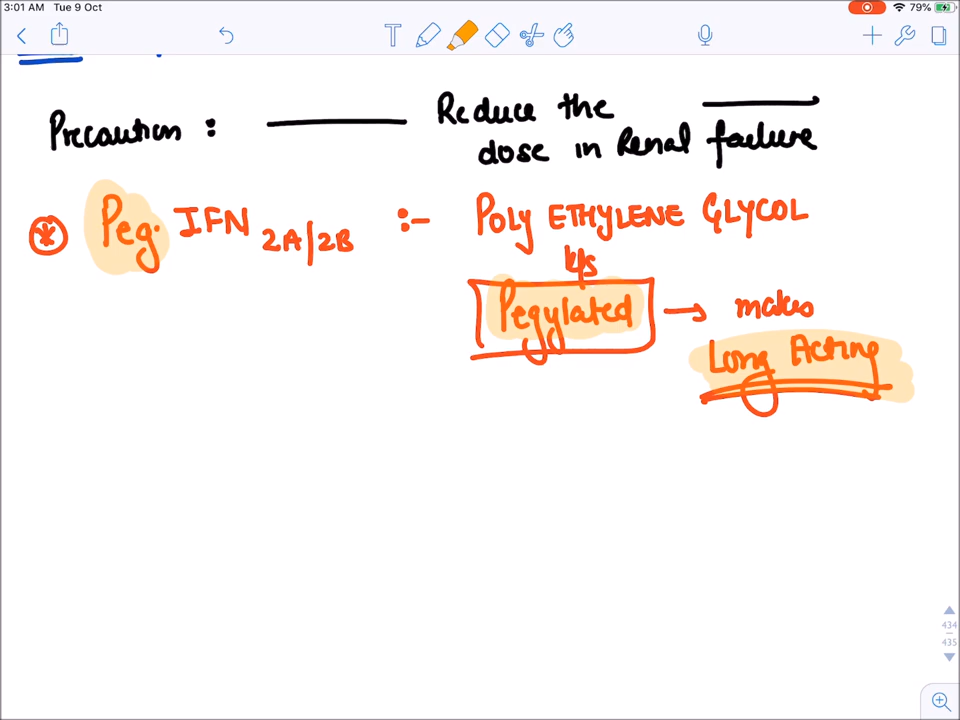 3:01 AM Tue 9 Oct
79%
T
Precaution : Reduce the
dose in Renal failure
* Peg. IFN 2A/2B :- POLY ETHYLENE GLYCOL
k/s
Pegylated → makes
Long Acting
434
435